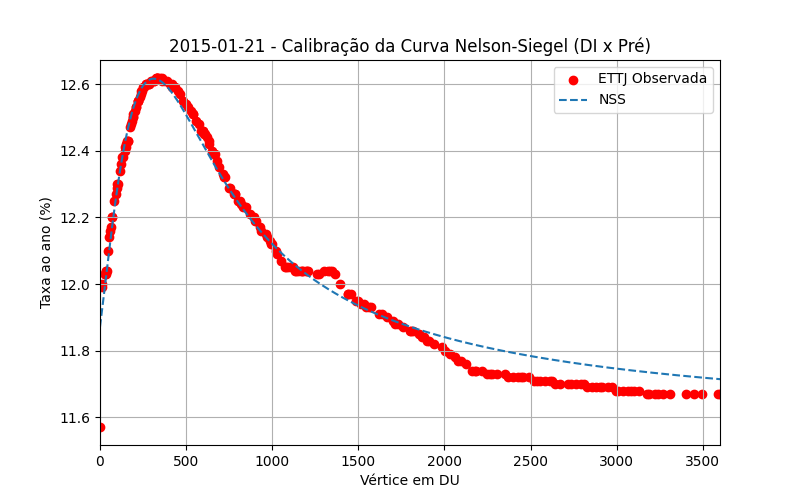 2015-01-21 - Calibração da Curva Nelson-Siegel (DI x Pré)
ETTJ Observada
NSS
Taxa ao ano (%)
12.6
12.4
12.2
12.0
11.8
11.6
0 500 1000 1500 2000 2500 3000 3500
Vértice em DU